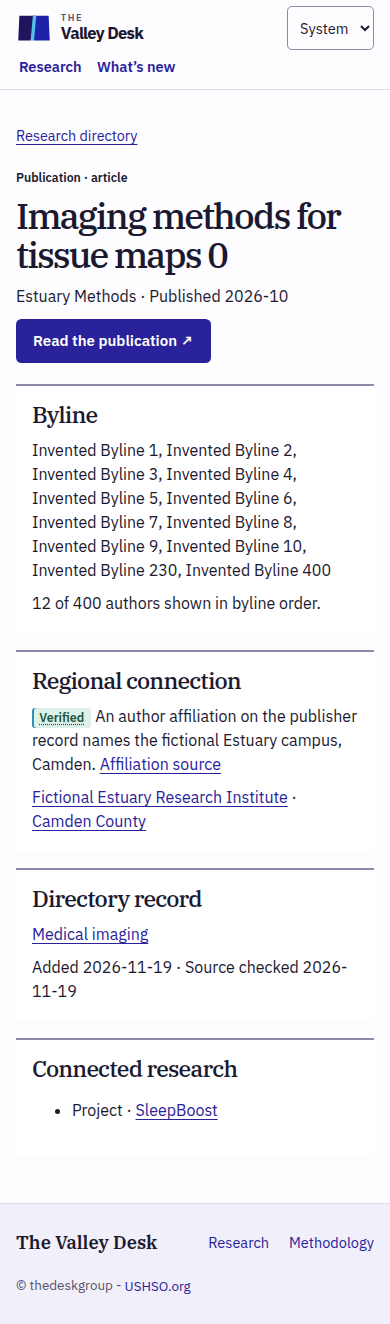 THE
Valley Desk
System
Research What's new
Research directory
Publication · article
Imaging methods for
tissue maps 0
Estuary Methods · Published 2026-10
Read the publication ↗
Byline
Invented Byline 1, Invented Byline 2,
Invented Byline 3, Invented Byline 4,
Invented Byline 5, Invented Byline 6,
Invented Byline 7, Invented Byline 8,
Invented Byline 9, Invented Byline 10,
Invented Byline 230, Invented Byline 400
12 of 400 authors shown in byline order.
Regional connection
Verified An author affiliation on the publisher
record names the fictional Estuary campus,
Camden. Affiliation source
Fictional Estuary Research Institute ·
Camden County
Directory record
Medical imaging
Added 2026-11-19 · Source checked 2026-
11-19
Connected research
• Project · SleepBoost
The Valley Desk Research Methodology
© thedeskgroup - USHSO.org